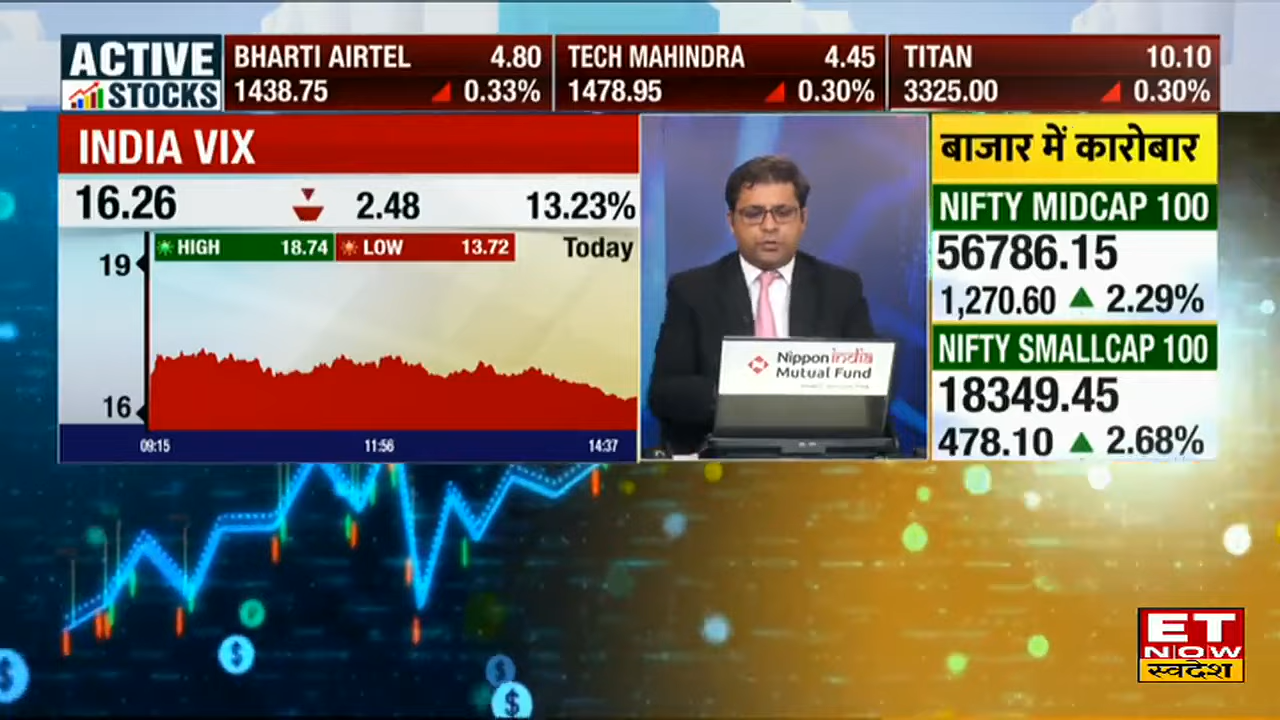 ACTIVE
STOCKS
BHARTI AIRTEL 4.80
1438.75 0.33%
TECH MAHINDRA 4.45
1478.95 0.30%
TITAN 10.10
3325.00 0.30%
INDIA VIX
16.26 2.48 13.23%
HIGH 18.74 LOW 13.72 Today
19
16
09:15 11:56 14:37
Nippon india
Mutual Fund
बाजार में कारोबार
NIFTY MIDCAP 100
56786.15
1,270.60 2.29%
NIFTY SMALLCAP 100
18349.45
478.10 2.68%
$
$
$
$
ET
NOW
स्वदेश